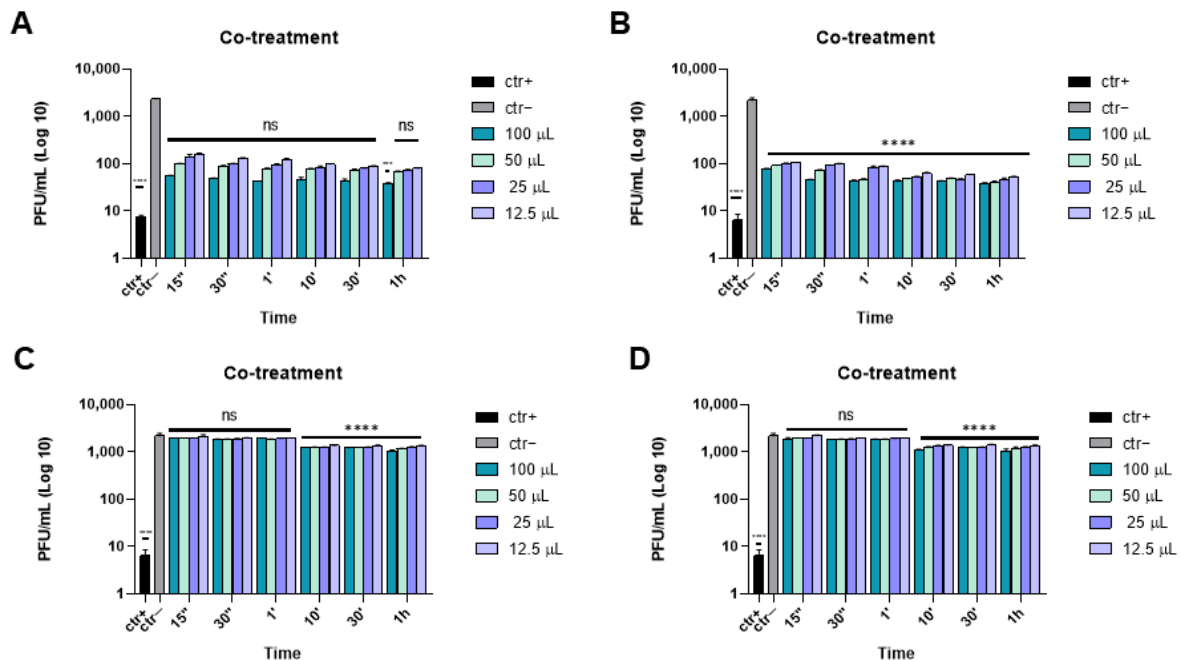 A
Co-treatment
PFU/mL (Log 10)
10,000
1,000
100
10
1
****
ns
***
ns
ctr+
ctr−
15"
30"
1'
10'
30'
1h
Time
ctr+
ctr−
100 μL
50 μL
25 μL
12.5 μL
B
Co-treatment
PFU/mL (Log 10)
10,000
1,000
100
10
1
****
****
ctr+
ctr−
15"
30"
1'
10'
30'
1h
Time
ctr+
ctr−
100 μL
50 μL
25 μL
12.5 μL
C
Co-treatment
PFU/mL (Log 10)
10,000
1,000
100
10
1
****
ns
****
ctr+
ctr−
15"
30"
1'
10'
30'
1h
Time
ctr+
ctr−
100 μL
50 μL
25 μL
12.5 μL
D
Co-treatment
PFU/mL (Log 10)
10,000
1,000
100
10
1
****
ns
****
ctr+
ctr−
15"
30"
1'
10'
30'
1h
Time
ctr+
ctr−
100 μL
50 μL
25 μL
12.5 μL